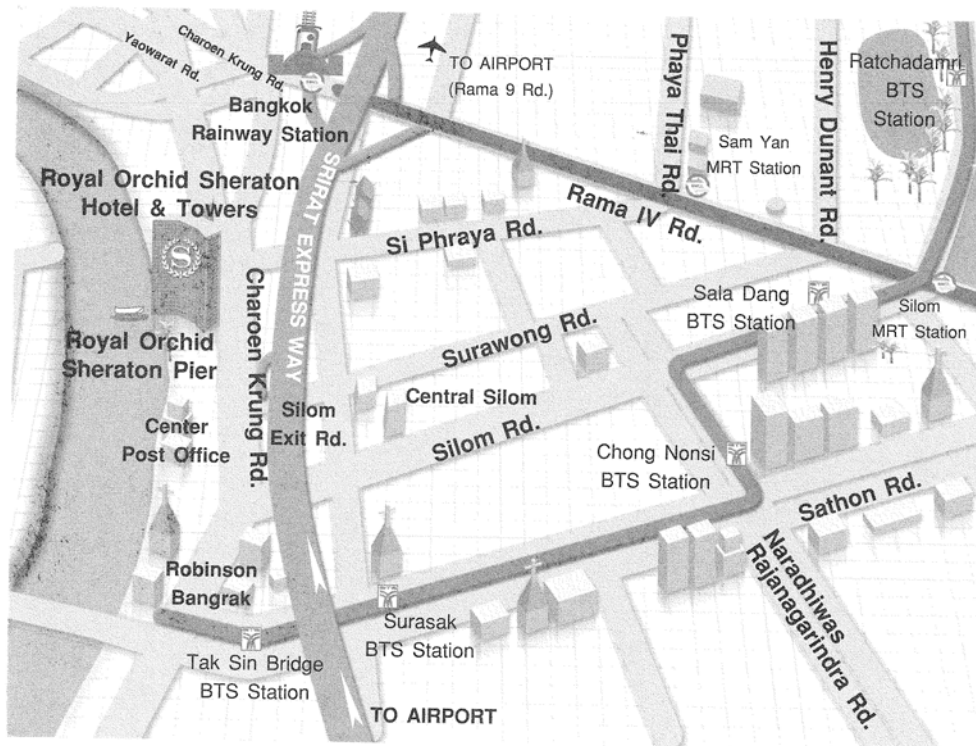 Charoen Krung Rd.
Yaowarat Rd.
TO AIRPORT
(Rama 9 Rd.)
Phaya Thai Rd.
Henry Dunant Rd.
Ratchadamri
BTS
Station
Bangkok
Rainway Station
Sam Yan
MRT Station
Royal Orchid Sheraton
Hotel & Towers
SRIRAT EXPRESS WAY
Rama IV Rd.
Si Phraya Rd.
S
Charoen Krung Rd.
Sala Dang
BTS Station
Silom
MRT Station
Royal Orchid
Sheraton Pier
Surawong Rd.
Center
Post Office
Silom
Exit Rd.
Central Silom
Silom Rd.
Chong Nonsi
BTS Station
Sathon Rd.
Robinson
Bangrak
Naradhiwas
Rajanagarindra Rd.
Surasak
BTS Station
Tak Sin Bridge
BTS Station
TO AIRPORT